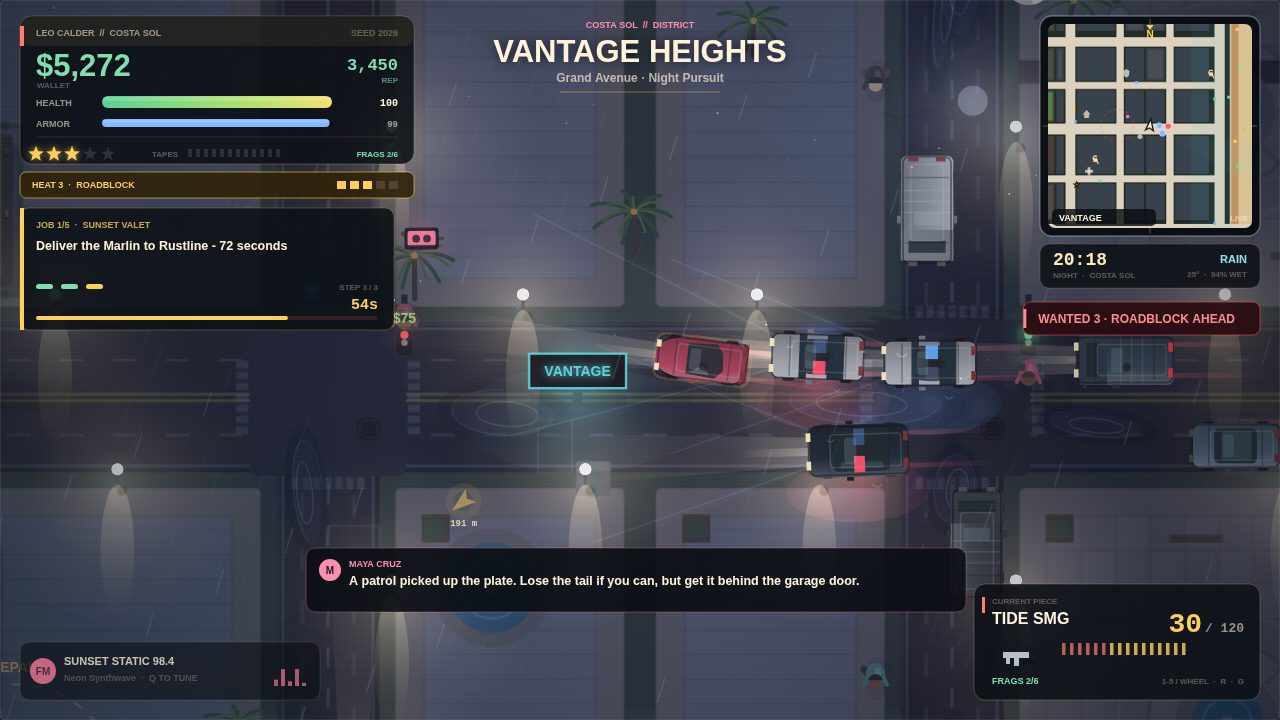 LEO CALDER // COSTA SOL
SEED 2026
$5,272
WALLET
3,450
REP
HEALTH
100
ARMOR
99
TAPES
FRAGS 2/6
HEAT 3 · ROADBLOCK
JOB 1/5 · SUNSET VALET
Deliver the Marlin to Rustline - 72 seconds
STEP 3 / 3
54s
COSTA SOL // DISTRICT
VANTAGE HEIGHTS
Grand Avenue · Night Pursuit
N
VANTAGE
LIVE
20:18
RAIN
NIGHT · COSTA SOL
25° · 94% WET
WANTED 3 · ROADBLOCK AHEAD
$75
VANTAGE
191 m
M
MAYA CRUZ
A patrol picked up the plate. Lose the tail if you can, but get it behind the garage door.
FM
SUNSET STATIC 98.4
Neon Synthwave · Q TO TUNE
CURRENT PIECE
TIDE SMG
30 / 120
FRAGS 2/6
1-5 / WHEEL · R · G